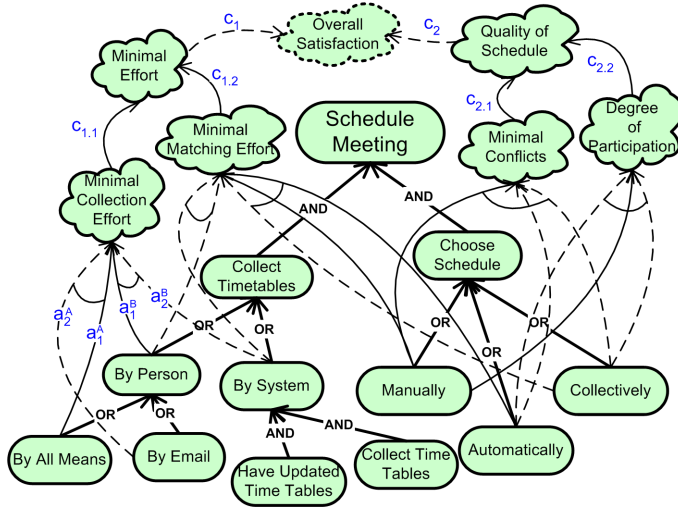 Overall
Satisfaction
Quality of
Schedule
Minimal
Effort
c1
c2
c1.2
c2.2
c1.1
c2.1
Schedule
Meeting
Minimal
Matching Effort
Minimal
Conflicts
Degree
of
Participation
Minimal
Collection
Effort
AND
AND
Collect
Timetables
Choose
Schedule
a2A
a1A
a1B
a2B
OR
OR
OR
OR
OR
By Person
By System
Manually
Collectively
OR
OR
AND
AND
By All Means
By Email
Have Updated
Time Tables
Collect Time
Tables
Automatically